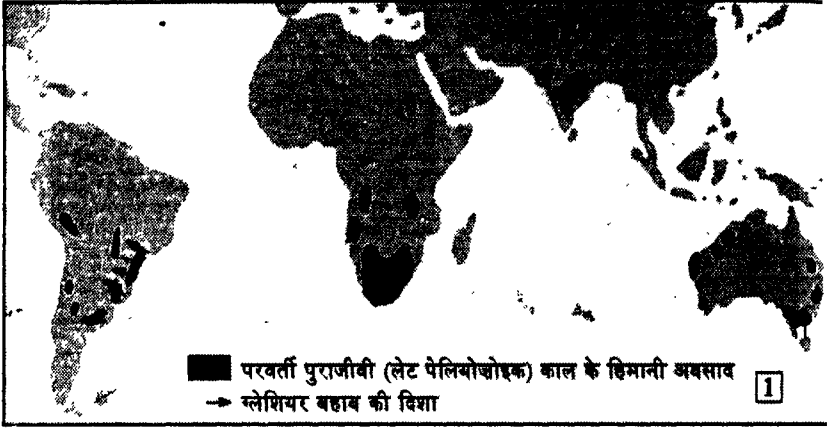 परवर्ती पुराजीवी (लेट पेलियोज़ोइक) काल के हिमानी अवसाद
ग्लेशियर बहाव की दिशा
1